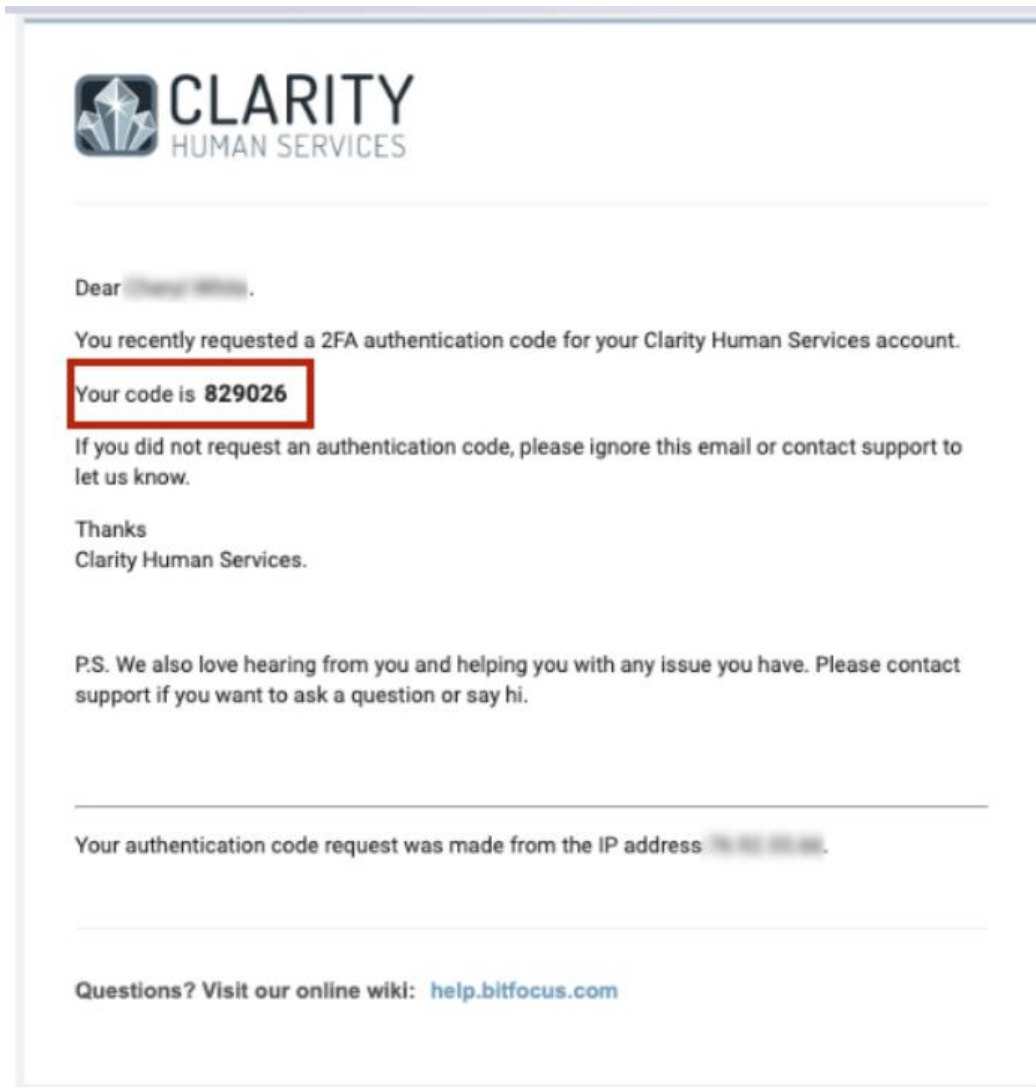 CLARITY
HUMAN SERVICES
Dear .
You recently requested a 2FA authentication code for your Clarity Human Services account.
Your code is 829026
If you did not request an authentication code, please ignore this email or contact support to
let us know.
Thanks
Clarity Human Services.
P.S. We also love hearing from you and helping you with any issue you have. Please contact
support if you want to ask a question or say hi.
Your authentication code request was made from the IP address .
Questions? Visit our online wiki: help.bitfocus.com